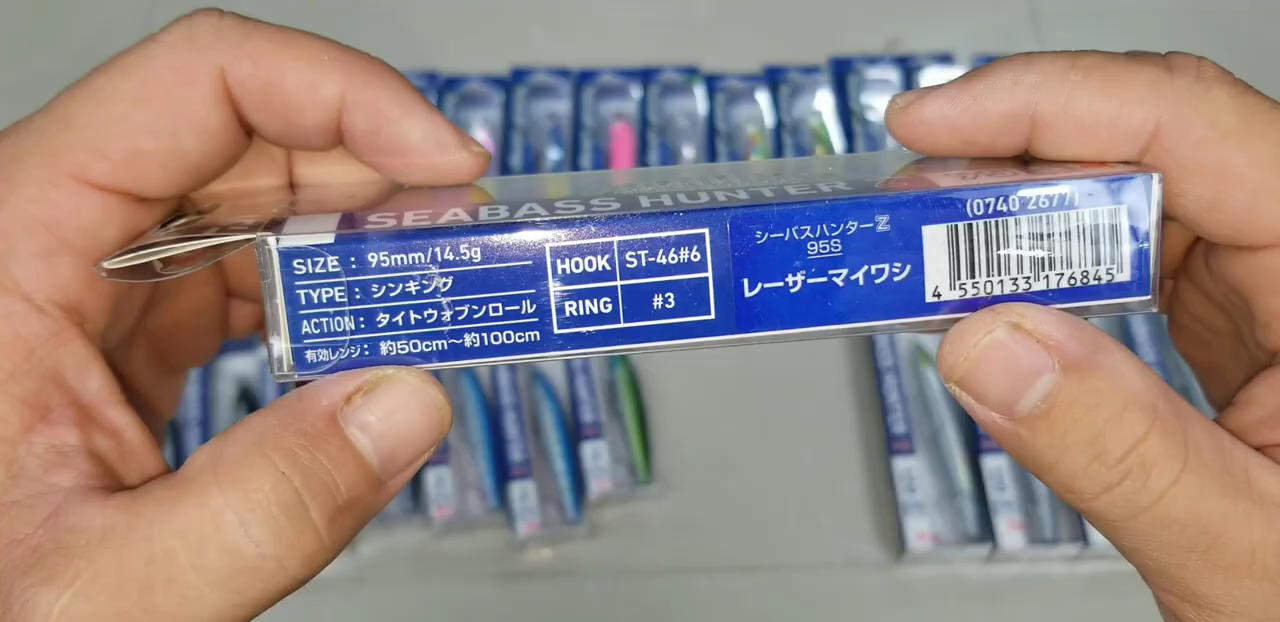 SEABASS HUNTER
SIZE : 95mm/14.5g
TYPE : シンキング
ACTION : タイトウォブンロール
有効レンジ : 約50cm〜約100cm
HOOK ST-46#6
RING #3
シーバスハンターZ
95S
レーザーマイワシ
(0740 2677)
4 550133 176845